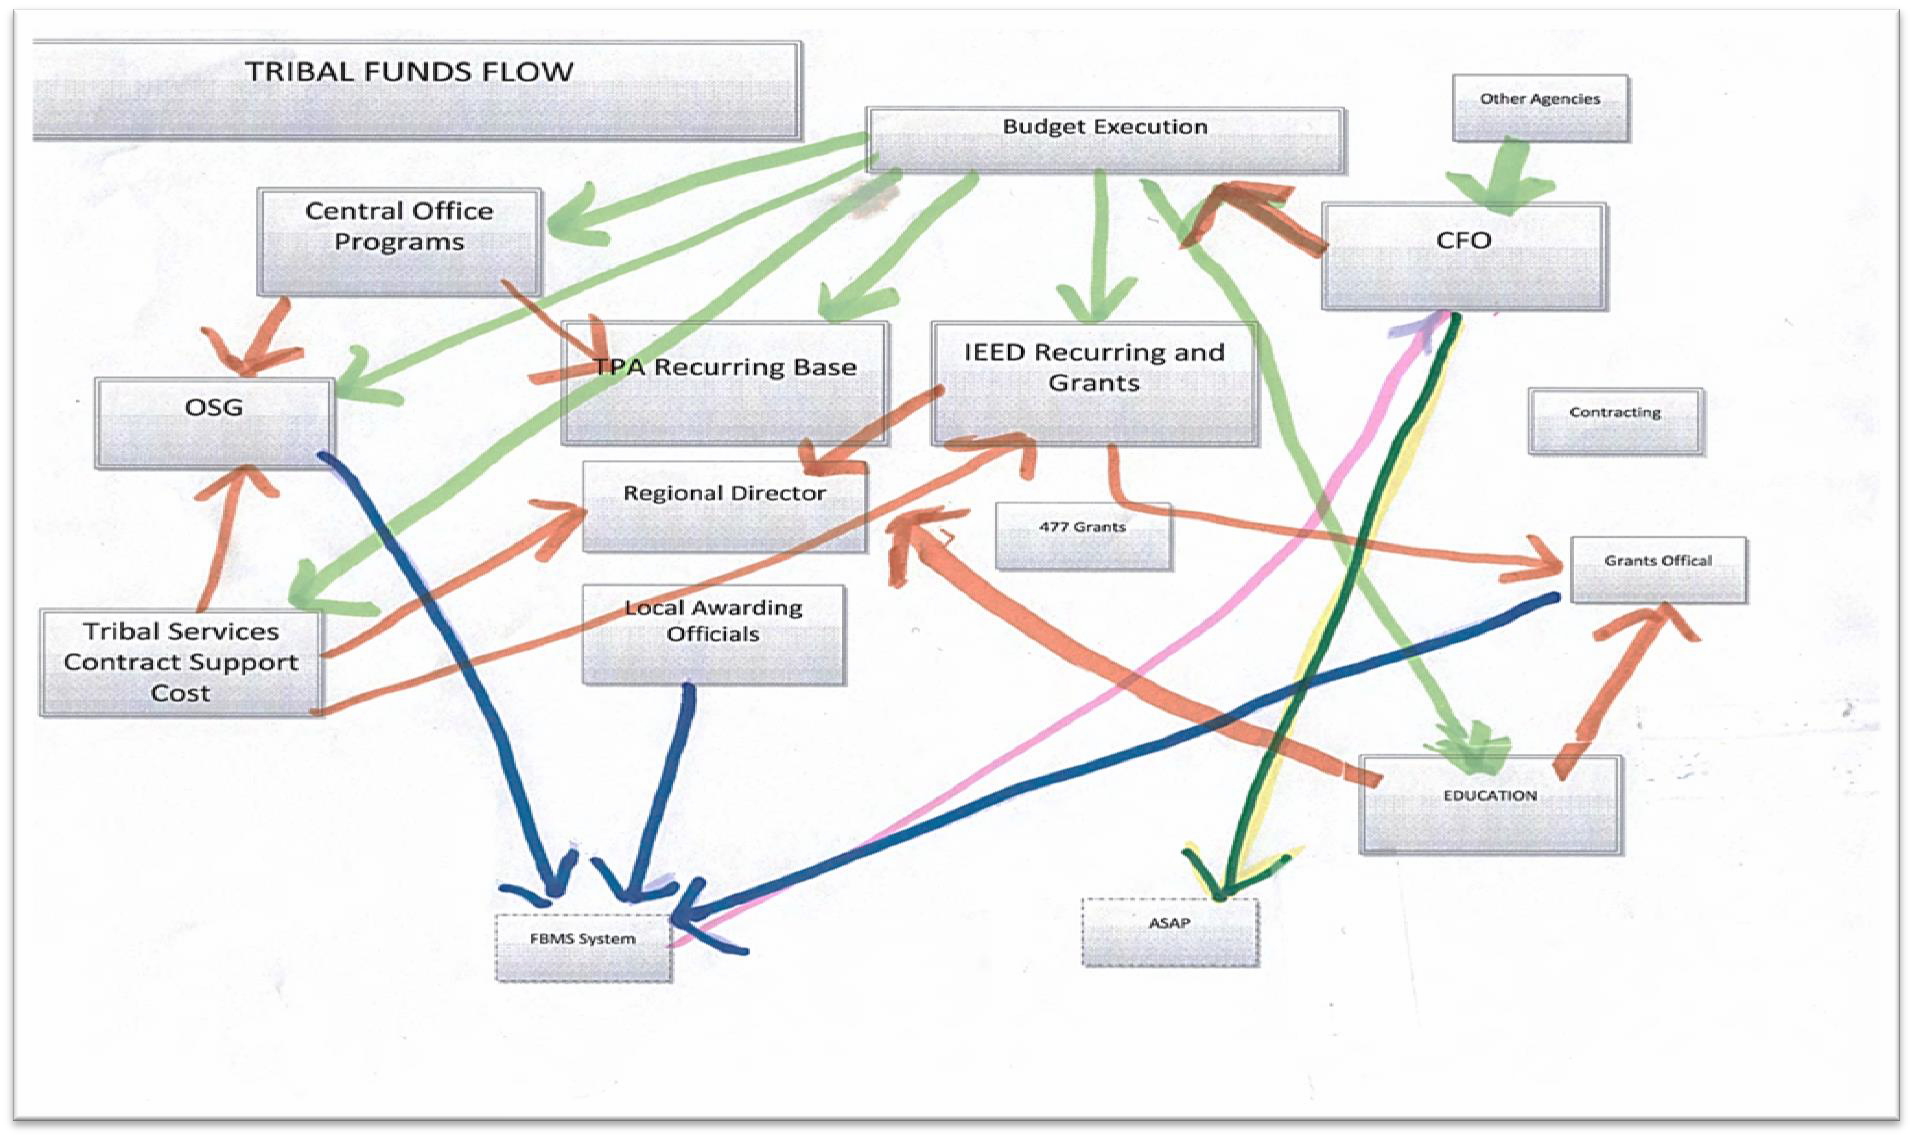 TRIBAL FUNDS FLOW
Other Agencies
Budget Execution
Central Office
Programs
CFO
TPA Recurring Base
IEED Recurring and
Grants
OSG
Contracting
Regional Director
477 Grants
Grants Offical
Local Awarding
Officials
Tribal Services
Contract Support
Cost
EDUCATION
FBMS System
ASAP